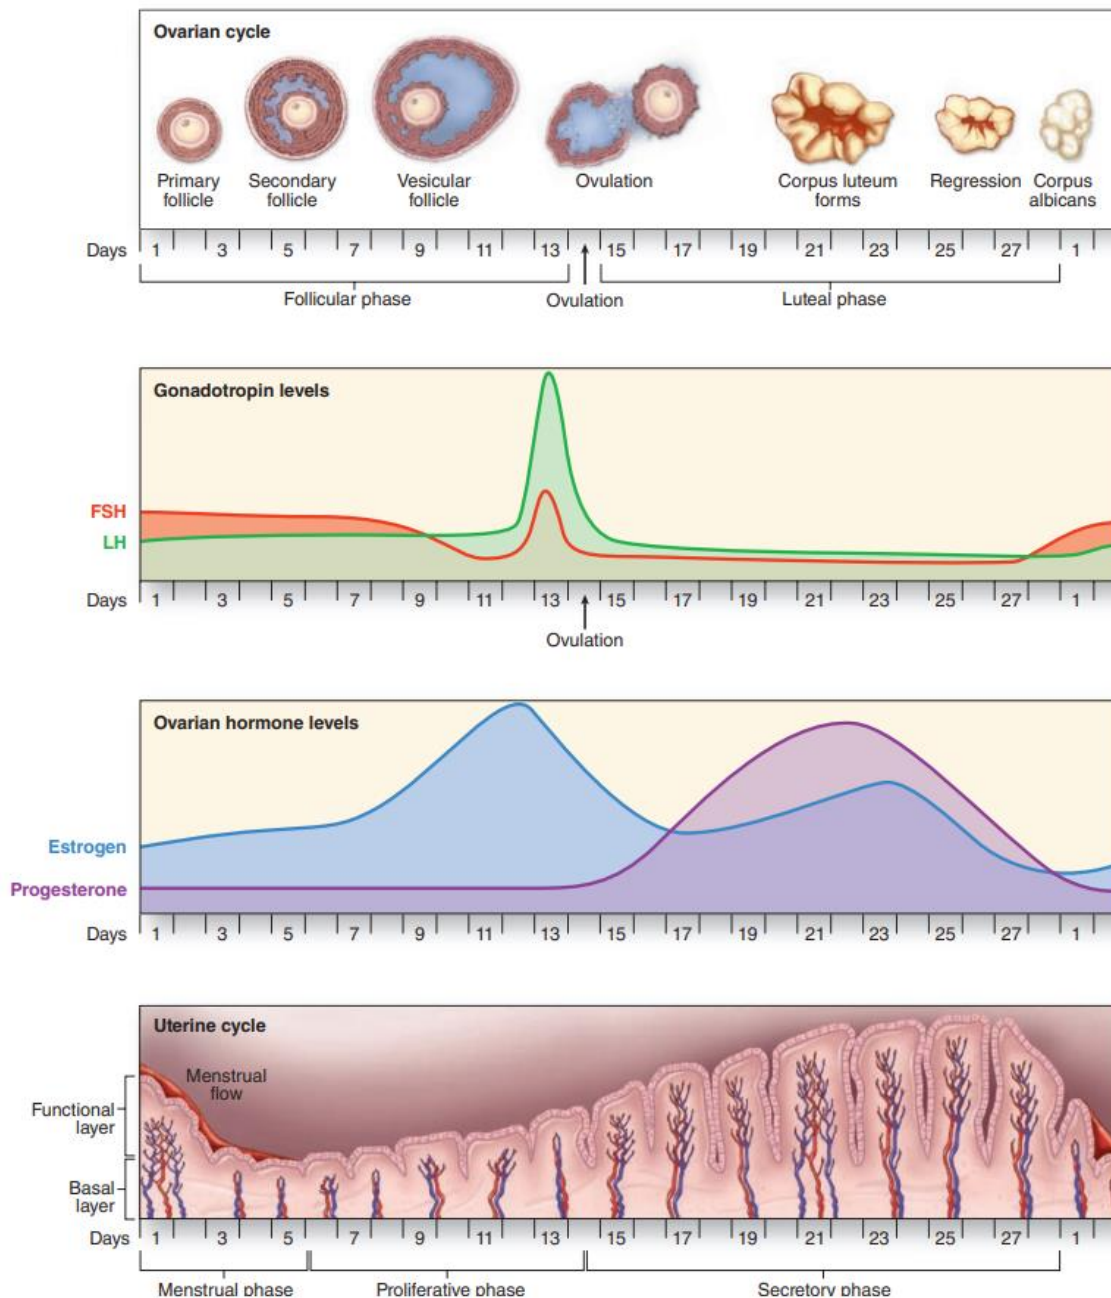 Ovarian cycle
Primary
follicle
Secondary
follicle
Vesicular
follicle
Ovulation
Corpus luteum
forms
Regression
Corpus
albicans
Days 1 3 5 7 9 11 13 15 17 19 21 23 25 27 1
Follicular phase
Ovulation
Luteal phase
Gonadotropin levels
FSH
LH
Days 1 3 5 7 9 11 13 15 17 19 21 23 25 27 1
Ovulation
Ovarian hormone levels
Estrogen
Progesterone
Days 1 3 5 7 9 11 13 15 17 19 21 23 25 27 1
Uterine cycle
Menstrual
flow
Functional
layer
Basal
layer
Days 1 3 5 7 9 11 13 15 17 19 21 23 25 27 1
Menstrual phase
Proliferative phase
Secretory phase